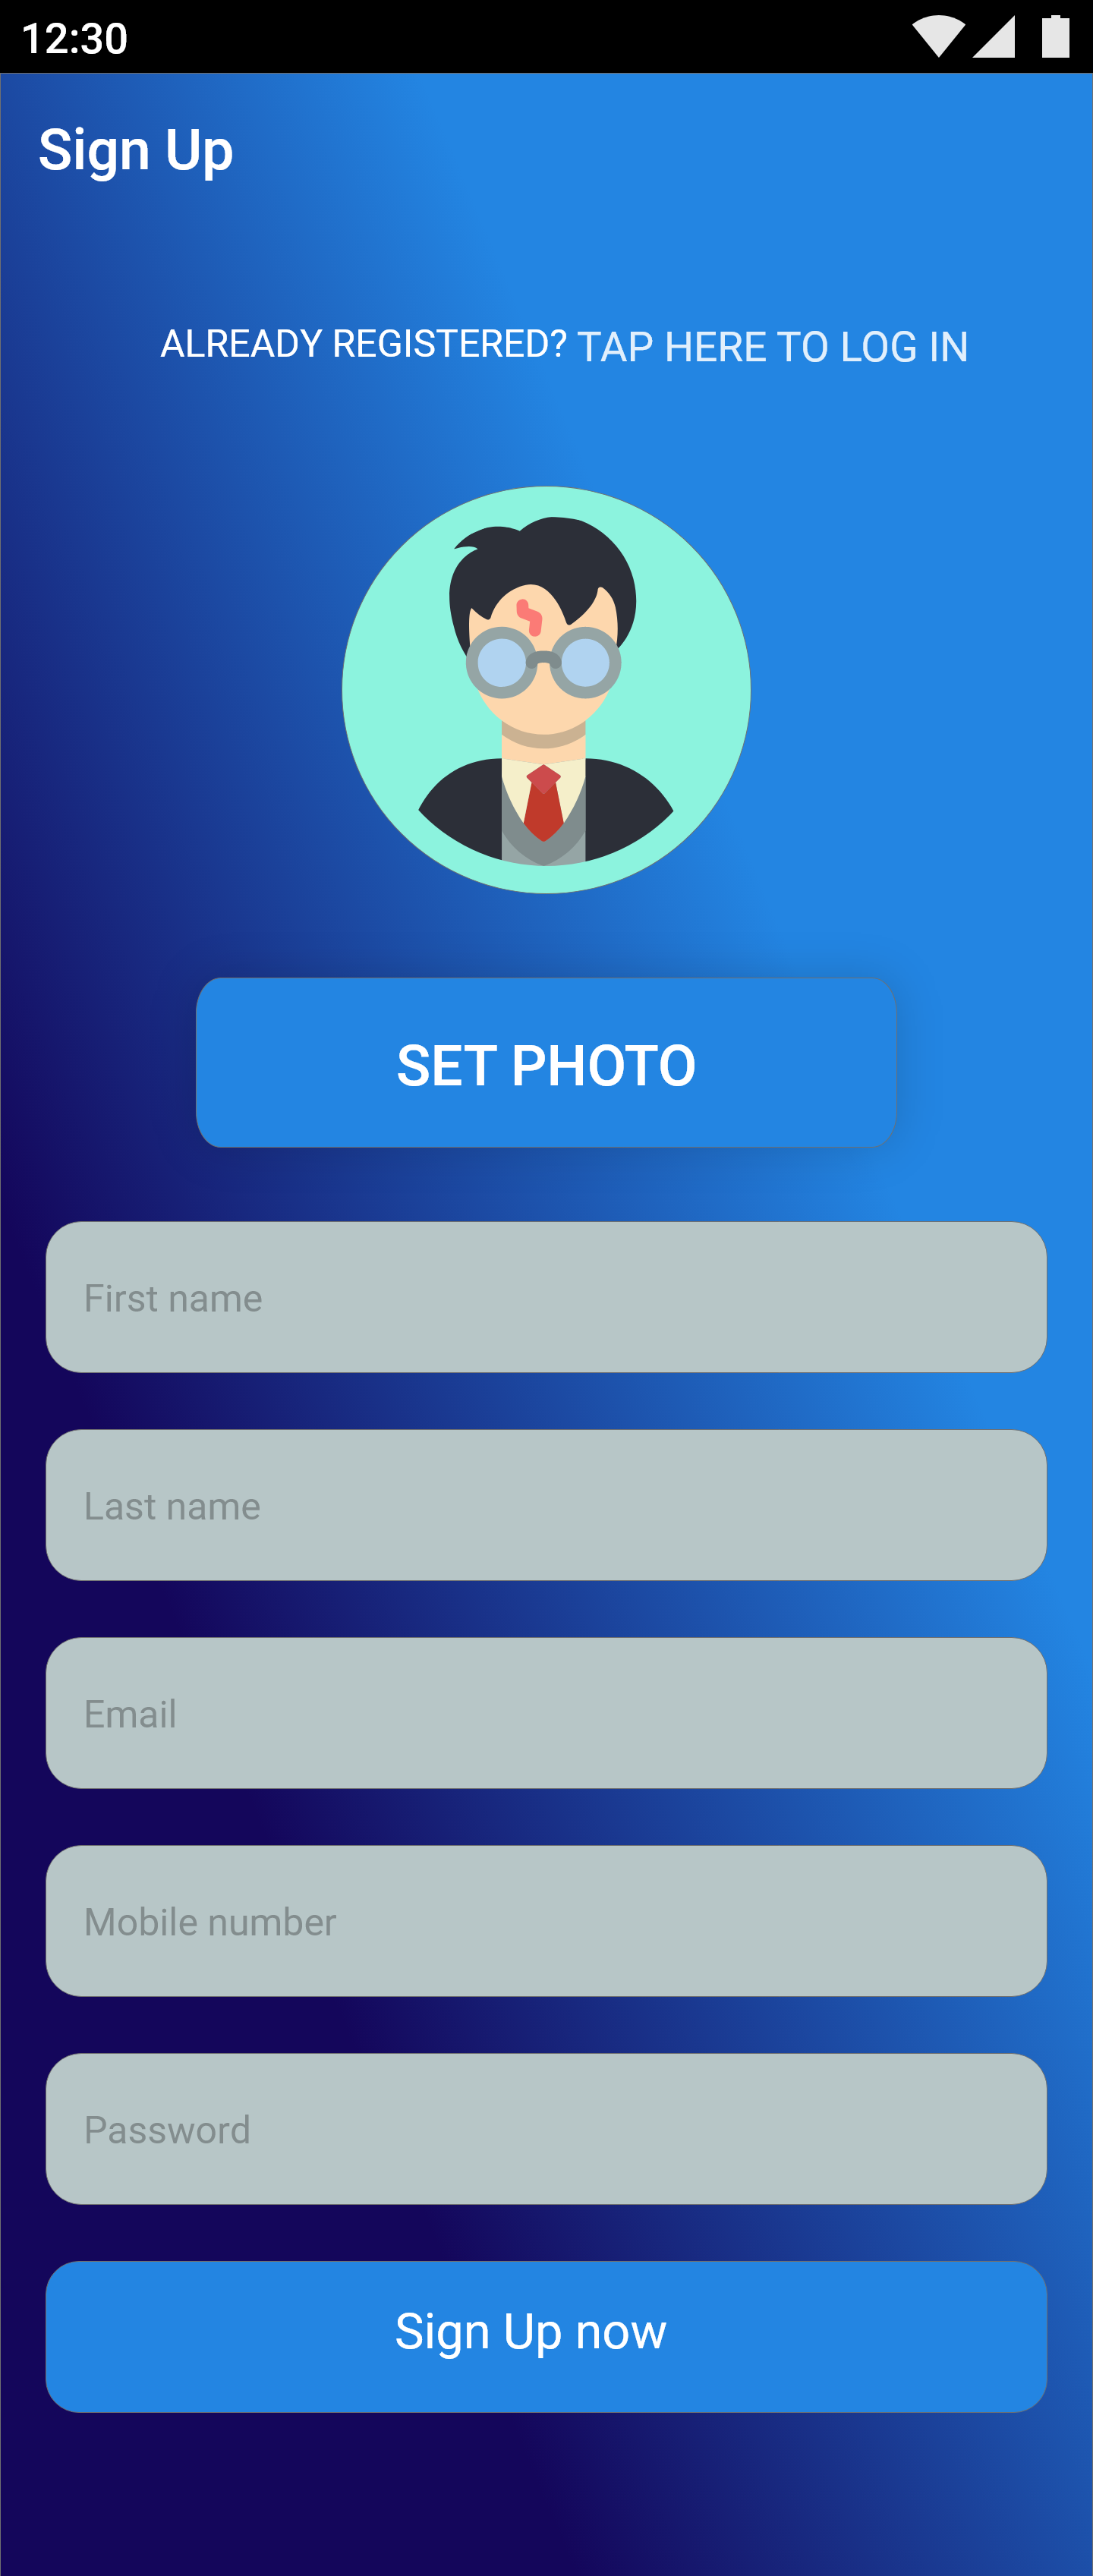 12:30
Sign Up
ALREADY REGISTERED? TAP HERE TO LOG IN
SET PHOTO
First name
Last name
Email
Mobile number
Password
Sign Up now